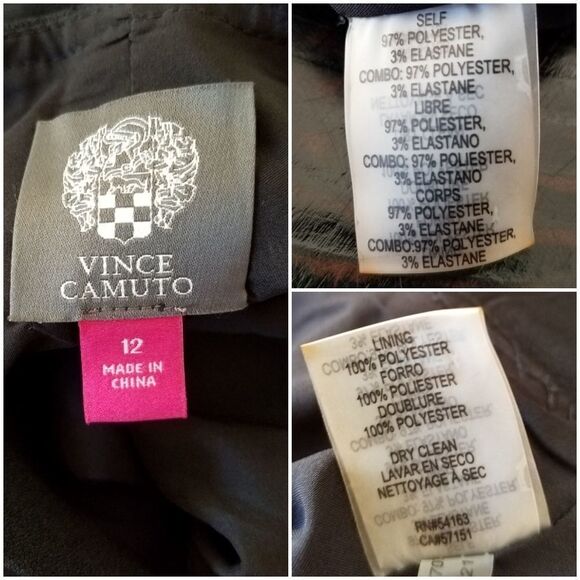 VINCE
CAMUTO
12
MADE IN
CHINA
SELF
97% POLYESTER,
3% ELASTANE
COMBO: 97% POLYESTER,
3% ELASTANE
LIBRE
97% POLIESTER,
3% ELASTANO
COMBO: 97% POLIESTER,
3% ELASTANO
CORPS
97% POLYESTER,
3% ELASTANE
COMBO:97% POLYESTER,
3% ELASTANE
LINING
100% POLYESTER
FORRO
100% POLIESTER
DOUBLURE
100% POLYESTER
DRY CLEAN
LAVAR EN SECO
NETTOYAGE À SEC
RN#54163
CA#57151